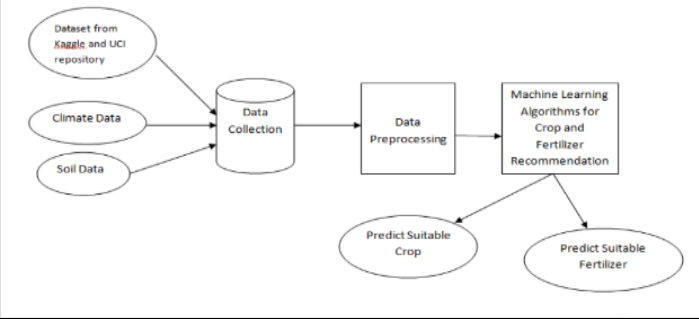 Dataset from
Kaggle and UCI
repository
Climate Data
Soil Data
Data
Collection
Data
Preprocessing
Machine Learning
Algorithms for
Crop and
Fertilizer
Recommendation
Predict Suitable
Crop
Predict Suitable
Fertilizer